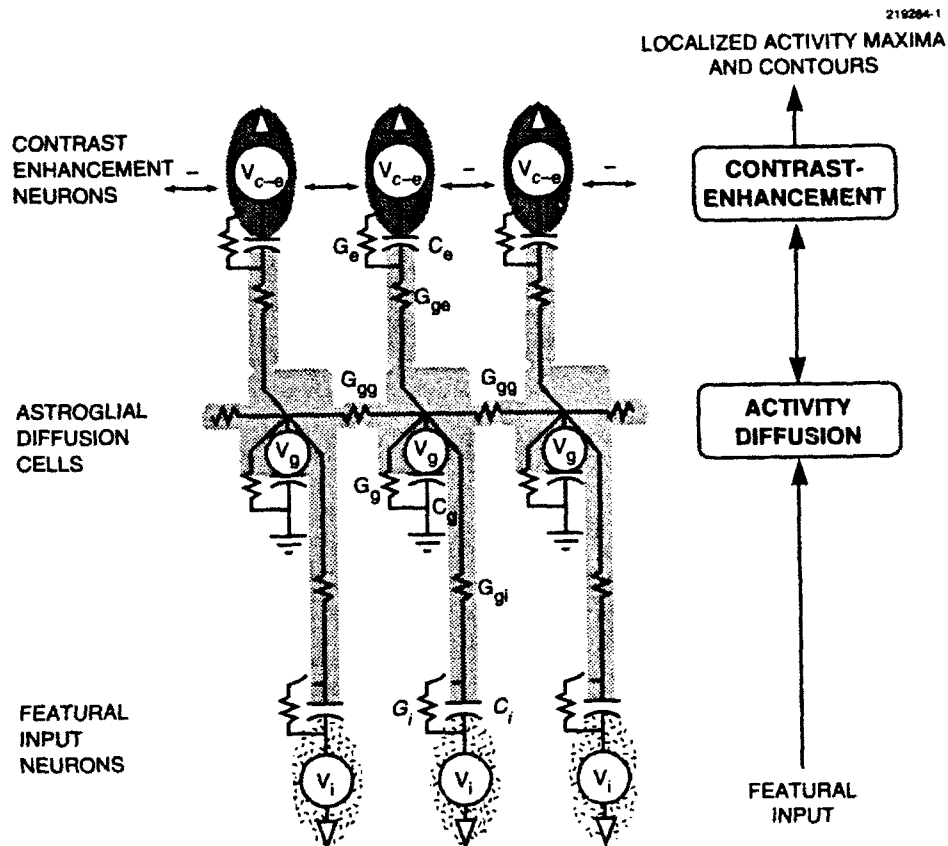 219284-1
LOCALIZED ACTIVITY MAXIMA
AND CONTOURS
CONTRAST
ENHANCEMENT
NEURONS
–
V_c–e
V_c–e
–
V_c–e
–
CONTRAST-
ENHANCEMENT
G_e
C_e
G_ge
G_gg
G_gg
ASTROGLIAL
DIFFUSION
CELLS
V_g
V_g
V_g
ACTIVITY
DIFFUSION
G_g
C_g
G_gi
FEATURAL
INPUT
NEURONS
G_i
C_i
V_i
V_i
V_i
FEATURAL
INPUT